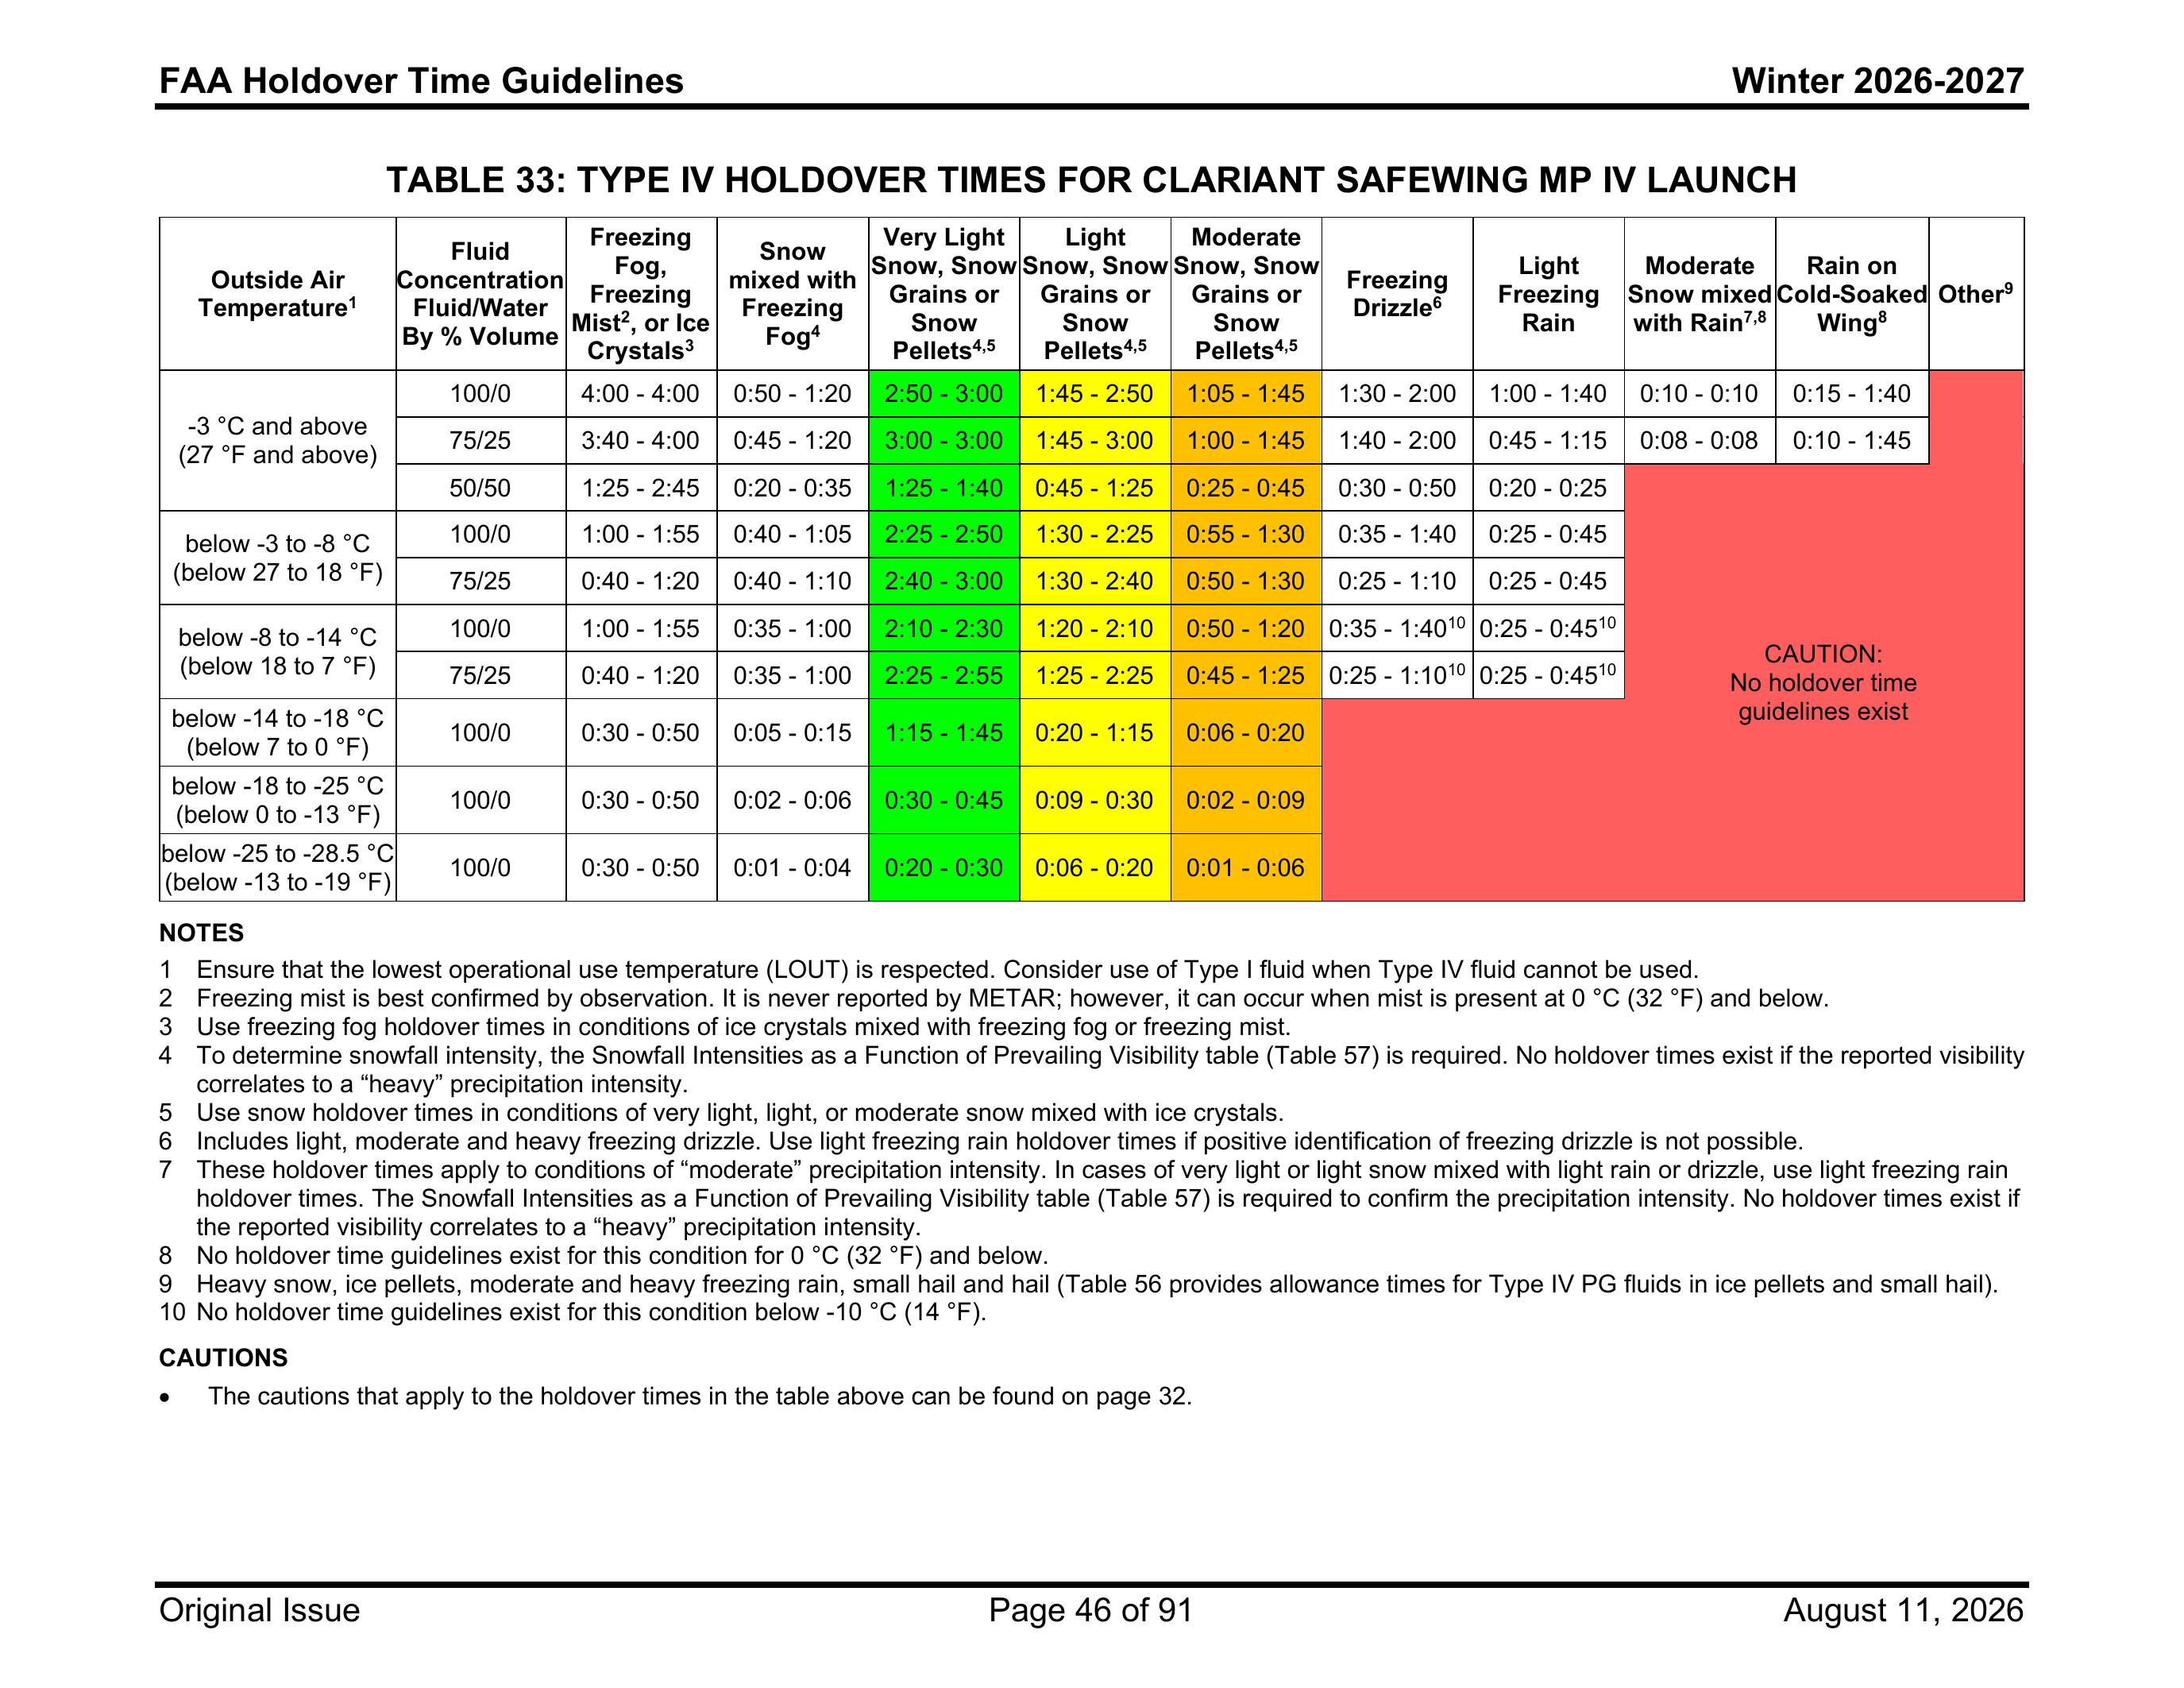 FAA Holdover Time Guidelines Winter 2026-2027
TABLE 33: TYPE IV HOLDOVER TIMES FOR CLARIANT SAFEWING MP IV LAUNCH
Outside Air Temperature1 | Fluid Concentration Fluid/Water By % Volume | Freezing Fog, Freezing Mist2, or Ice Crystals3 | Snow mixed with Freezing Fog4 | Very Light Snow, Snow Grains or Snow Pellets4,5 | Light Snow, Snow Grains or Snow Pellets4,5 | Moderate Snow, Snow Grains or Snow Pellets4,5 | Freezing Drizzle6 | Light Freezing Rain | Moderate Snow mixed with Rain7,8 | Rain on Cold-Soaked Wing8 | Other9
-3 °C and above (27 °F and above) | 100/0 | 4:00 - 4:00 | 0:50 - 1:20 | 2:50 - 3:00 | 1:45 - 2:50 | 1:05 - 1:45 | 1:30 - 2:00 | 1:00 - 1:40 | 0:10 - 0:10 | 0:15 - 1:40
75/25 | 3:40 - 4:00 | 0:45 - 1:20 | 3:00 - 3:00 | 1:45 - 3:00 | 1:00 - 1:45 | 1:40 - 2:00 | 0:45 - 1:15 | 0:08 - 0:08 | 0:10 - 1:45
50/50 | 1:25 - 2:45 | 0:20 - 0:35 | 1:25 - 1:40 | 0:45 - 1:25 | 0:25 - 0:45 | 0:30 - 0:50 | 0:20 - 0:25
below -3 to -8 °C (below 27 to 18 °F) | 100/0 | 1:00 - 1:55 | 0:40 - 1:05 | 2:25 - 2:50 | 1:30 - 2:25 | 0:55 - 1:30 | 0:35 - 1:40 | 0:25 - 0:45
75/25 | 0:40 - 1:20 | 0:40 - 1:10 | 2:40 - 3:00 | 1:30 - 2:40 | 0:50 - 1:30 | 0:25 - 1:10 | 0:25 - 0:45
below -8 to -14 °C (below 18 to 7 °F) | 100/0 | 1:00 - 1:55 | 0:35 - 1:00 | 2:10 - 2:30 | 1:20 - 2:10 | 0:50 - 1:20 | 0:35 - 1:4010 | 0:25 - 0:4510
75/25 | 0:40 - 1:20 | 0:35 - 1:00 | 2:25 - 2:55 | 1:25 - 2:25 | 0:45 - 1:25 | 0:25 - 1:1010 | 0:25 - 0:4510
CAUTION:
No holdover time
guidelines exist
below -14 to -18 °C (below 7 to 0 °F) | 100/0 | 0:30 - 0:50 | 0:05 - 0:15 | 1:15 - 1:45 | 0:20 - 1:15 | 0:06 - 0:20
below -18 to -25 °C (below 0 to -13 °F) | 100/0 | 0:30 - 0:50 | 0:02 - 0:06 | 0:30 - 0:45 | 0:09 - 0:30 | 0:02 - 0:09
below -25 to -28.5 °C (below -13 to -19 °F) | 100/0 | 0:30 - 0:50 | 0:01 - 0:04 | 0:20 - 0:30 | 0:06 - 0:20 | 0:01 - 0:06
NOTES
1 Ensure that the lowest operational use temperature (LOUT) is respected. Consider use of Type I fluid when Type IV fluid cannot be used.
2 Freezing mist is best confirmed by observation. It is never reported by METAR; however, it can occur when mist is present at 0 °C (32 °F) and below.
3 Use freezing fog holdover times in conditions of ice crystals mixed with freezing fog or freezing mist.
4 To determine snowfall intensity, the Snowfall Intensities as a Function of Prevailing Visibility table (Table 57) is required. No holdover times exist if the reported visibility
correlates to a “heavy” precipitation intensity.
5 Use snow holdover times in conditions of very light, light, or moderate snow mixed with ice crystals.
6 Includes light, moderate and heavy freezing drizzle. Use light freezing rain holdover times if positive identification of freezing drizzle is not possible.
7 These holdover times apply to conditions of “moderate” precipitation intensity. In cases of very light or light snow mixed with light rain or drizzle, use light freezing rain
holdover times. The Snowfall Intensities as a Function of Prevailing Visibility table (Table 57) is required to confirm the precipitation intensity. No holdover times exist if
the reported visibility correlates to a “heavy” precipitation intensity.
8 No holdover time guidelines exist for this condition for 0 °C (32 °F) and below.
9 Heavy snow, ice pellets, moderate and heavy freezing rain, small hail and hail (Table 56 provides allowance times for Type IV PG fluids in ice pellets and small hail).
10 No holdover time guidelines exist for this condition below -10 °C (14 °F).
CAUTIONS
• The cautions that apply to the holdover times in the table above can be found on page 32.
Original Issue Page 46 of 91 August 11, 2026